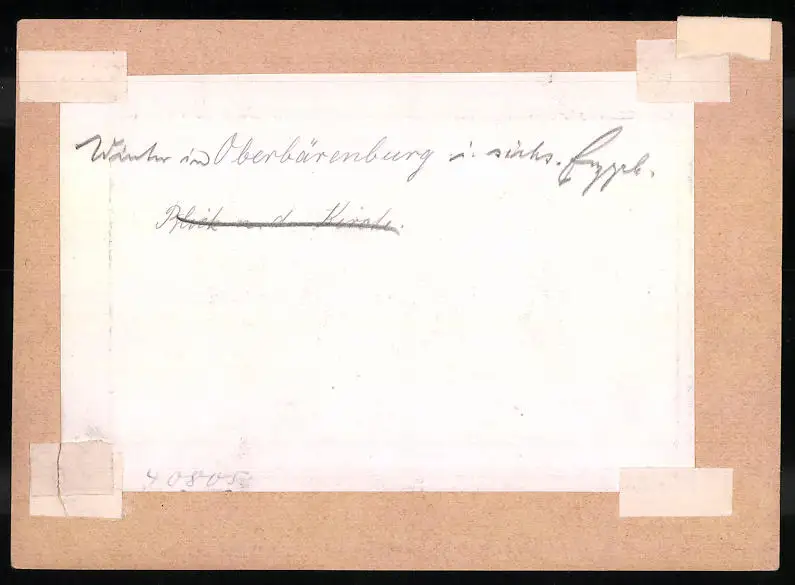 Winter in Oberbärenburg i. sächs. Erzgeb.
Blick n. d. Kirche.
40805